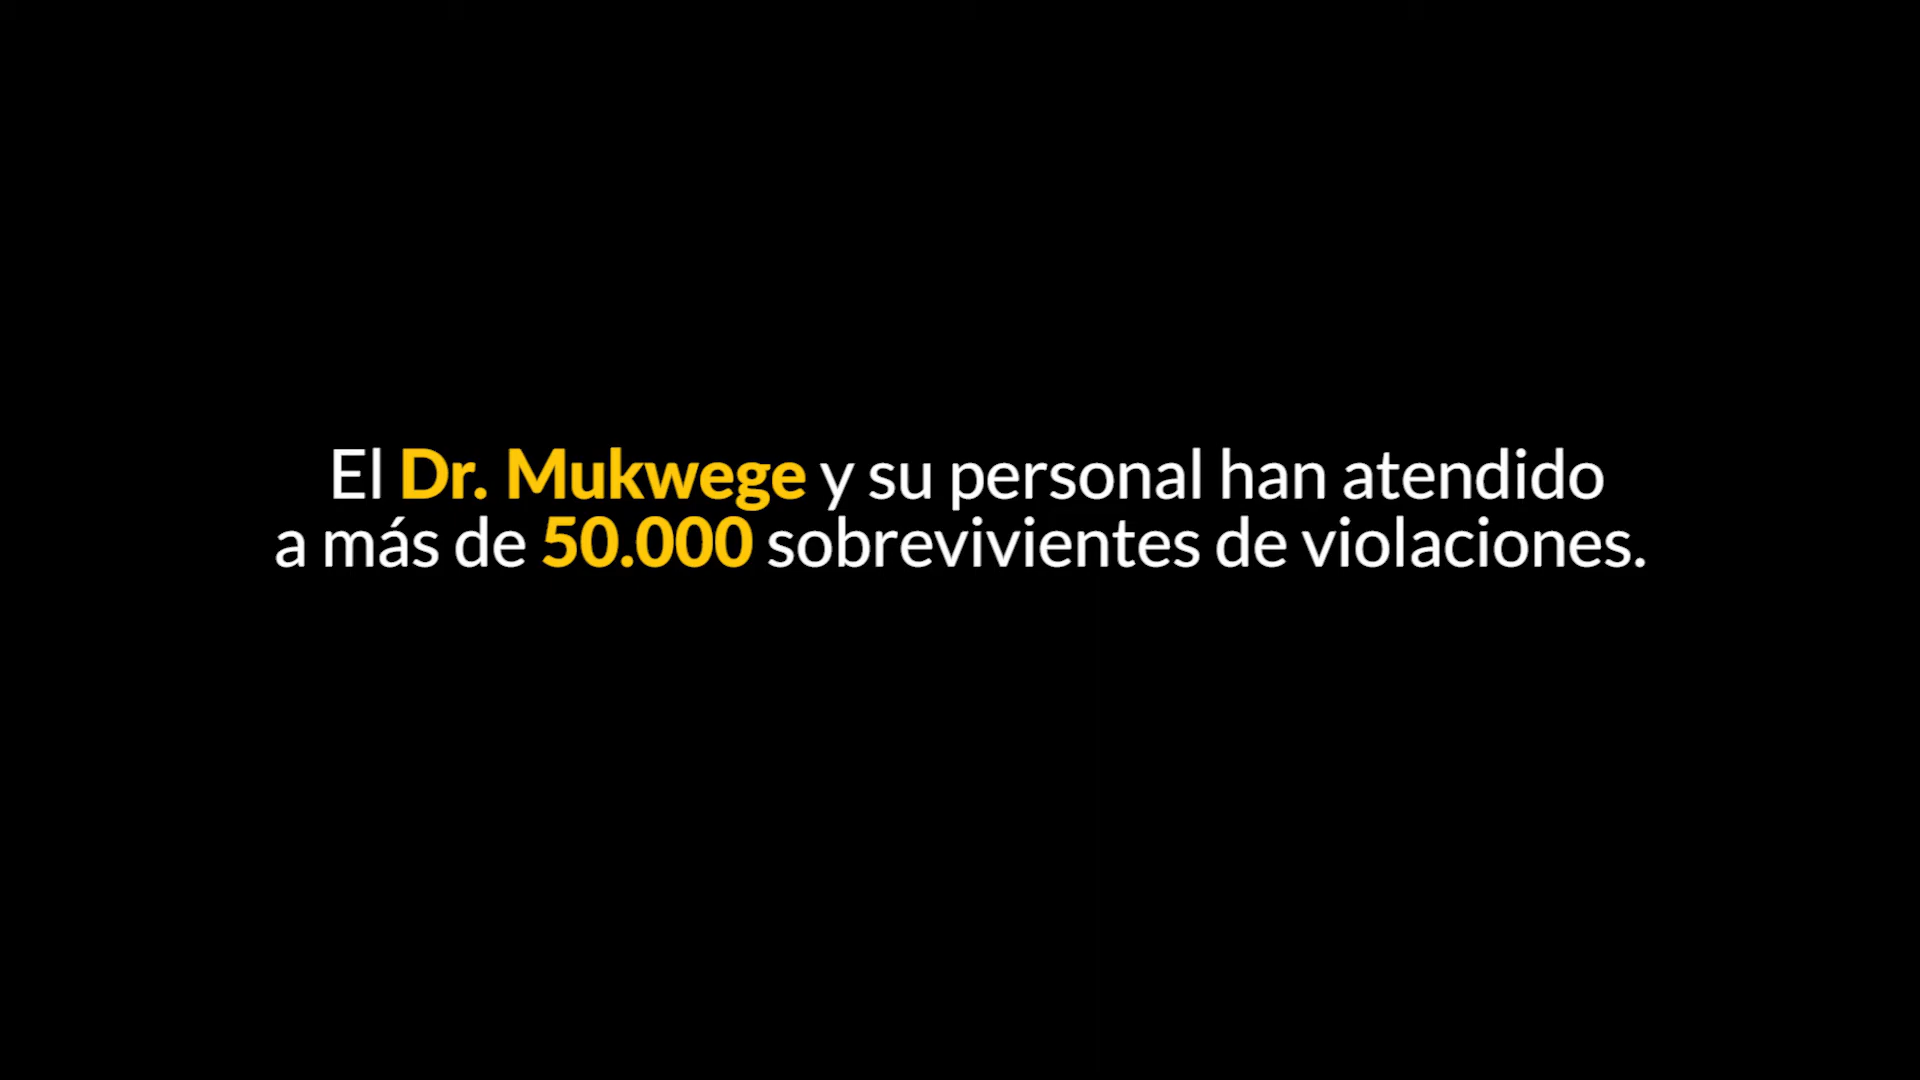 El Dr. Mukwege y su personal han atendido
a más de 50.000 sobrevivientes de violaciones.